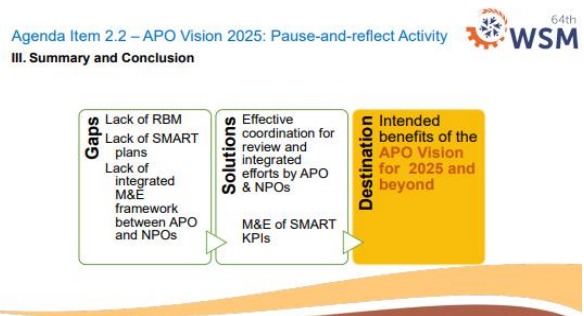 Agenda Item 2.2 – APO Vision 2025: Pause-and-reflect Activity
64th
WSM
III. Summary and Conclusion
Gaps
Lack of RBM
Lack of SMART
plans
Lack of
integrated
M&E
framework
between APO
and NPOs
Solutions
Effective
coordination for
review and
integrated
efforts by APO
& NPOs
M&E of SMART
KPIs
Destination
Intended
benefits of the
APO Vision
for 2025 and
beyond